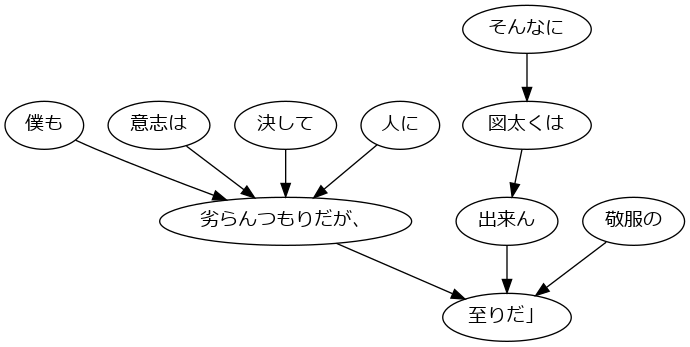 そんなに
僕も
意志は
決して
人に
図太くは
劣らんつもりだが、
出来ん
敬服の
至りだ」